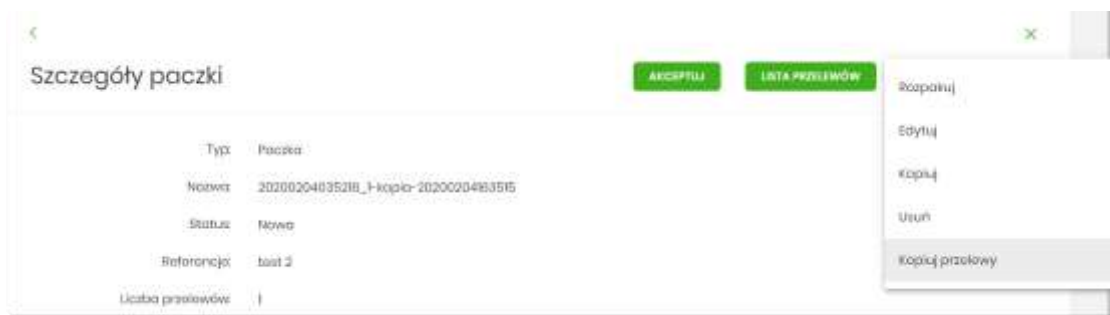 Szczegóły paczki
AKCEPTUJ
LISTA PRZELEWÓW
Rozpakuj
Edytuj
Kopiuj
Usuń
Kopiuj przelewy
Typ: Paczka
Nazwa: 20200204035218_1-kopia-20200204163515
Status: Nowa
Referencje: test 2
Liczba przelewów: 1